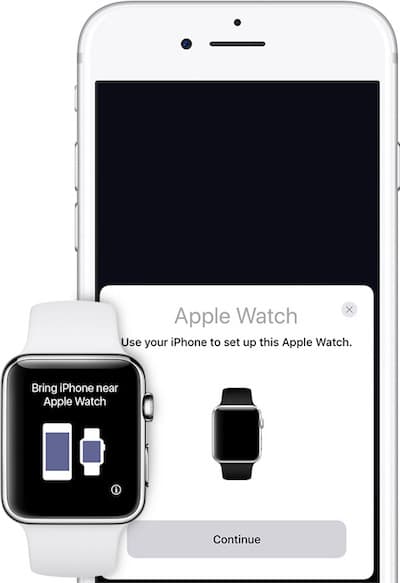 Apple Watch
Use your iPhone to set up this Apple Watch.
Bring iPhone near
Apple Watch
Continue